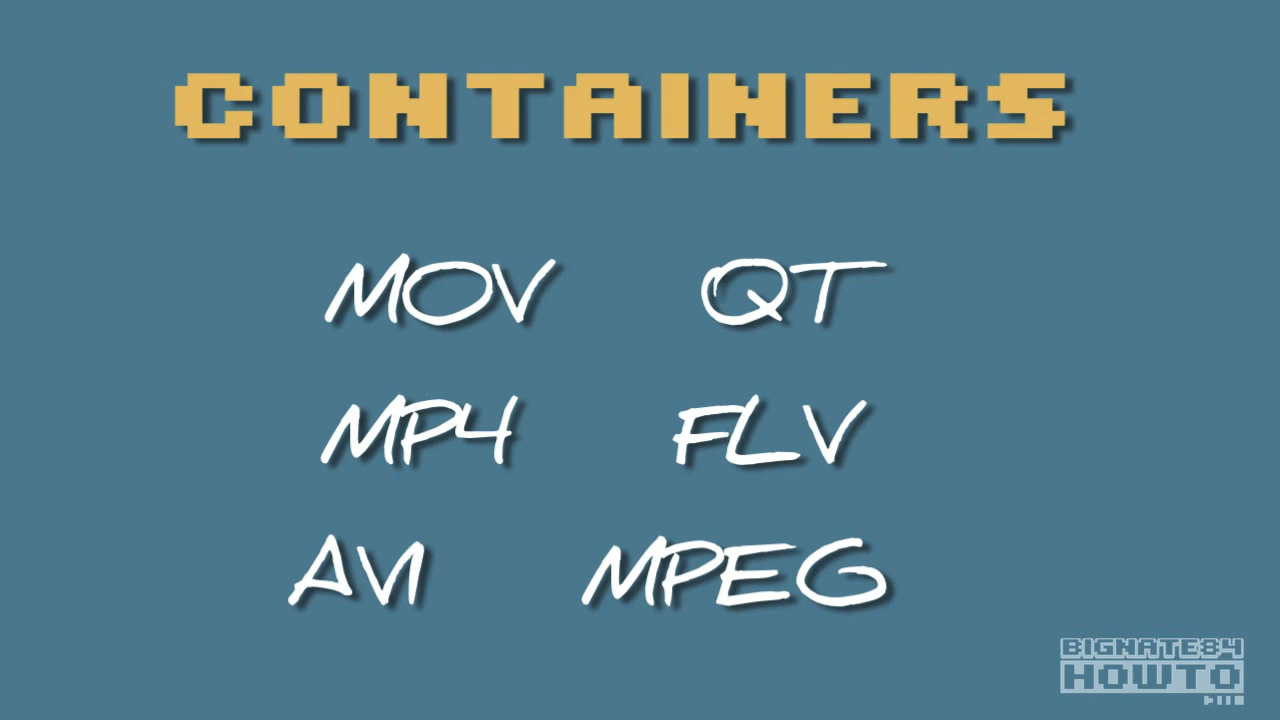 CONTAINERS
MOV QT
MP4 FLV
AVI MPEG
BIGNATE84
HOWTO